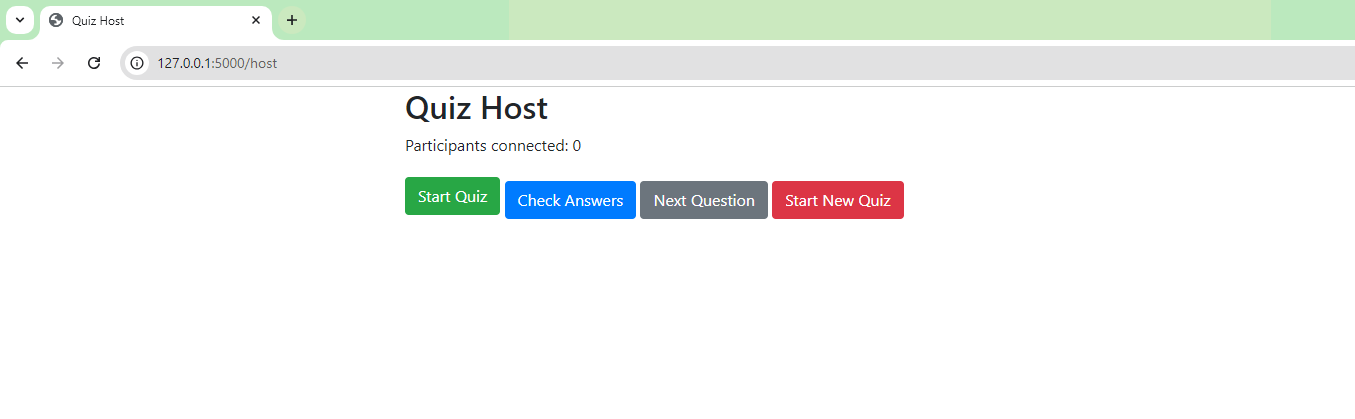 Quiz Host
127.0.0.1:5000/host
Quiz Host
Participants connected: 0
Start Quiz Check Answers Next Question Start New Quiz